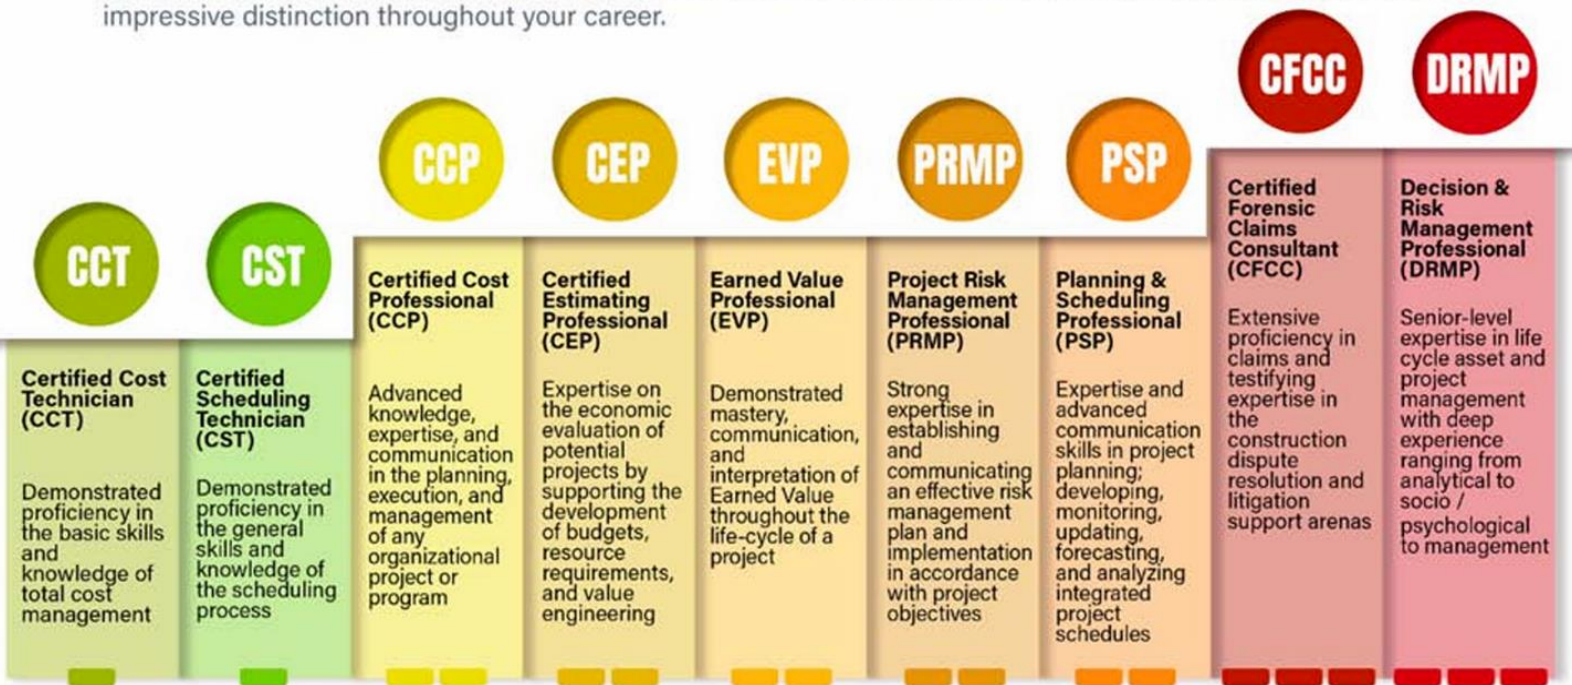 impressive distinction throughout your career.
CCT
Certified Cost
Technician
(CCT)
Demonstrated
proficiency in
the basic skills
and
knowledge of
total cost
management
CST
Certified
Scheduling
Technician
(CST)
Demonstrated
proficiency in
the general
skills and
knowledge of
the scheduling
process
CCP
Certified Cost
Professional
(CCP)
Advanced
knowledge,
expertise, and
communication
in the planning,
execution, and
management
of any
organizational
project or
program
CEP
Certified
Estimating
Professional
(CEP)
Expertise on
the economic
evaluation of
potential
projects by
supporting the
development
of budgets,
resource
requirements,
and value
engineering
EVP
Earned Value
Professional
(EVP)
Demonstrated
mastery,
communication,
and
interpretation of
Earned Value
throughout the
life-cycle of a
project
PRMP
Project Risk
Management
Professional
(PRMP)
Strong
expertise in
establishing
and
communicating
an effective risk
management
plan and
implementation
in accordance
with project
objectives
PSP
Planning &
Scheduling
Professional
(PSP)
Expertise and
advanced
communication
skills in project
planning;
developing,
monitoring,
updating,
forecasting,
and analyzing
integrated
project
schedules
CFCC
Certified
Forensic
Claims
Consultant
(CFCC)
Extensive
proficiency in
claims and
testifying
expertise in
the
construction
dispute
resolution and
litigation
support arenas
DRMP
Decision &
Risk
Management
Professional
(DRMP)
Senior-level
expertise in life
cycle asset and
project
management
with deep
experience
ranging from
analytical to
socio /
psychological
to management